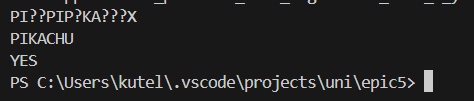 PI??PIP?KA???X
PIKACHU
YES
PS C:\Users\kutel\.vscode\projects\uni\epic5>